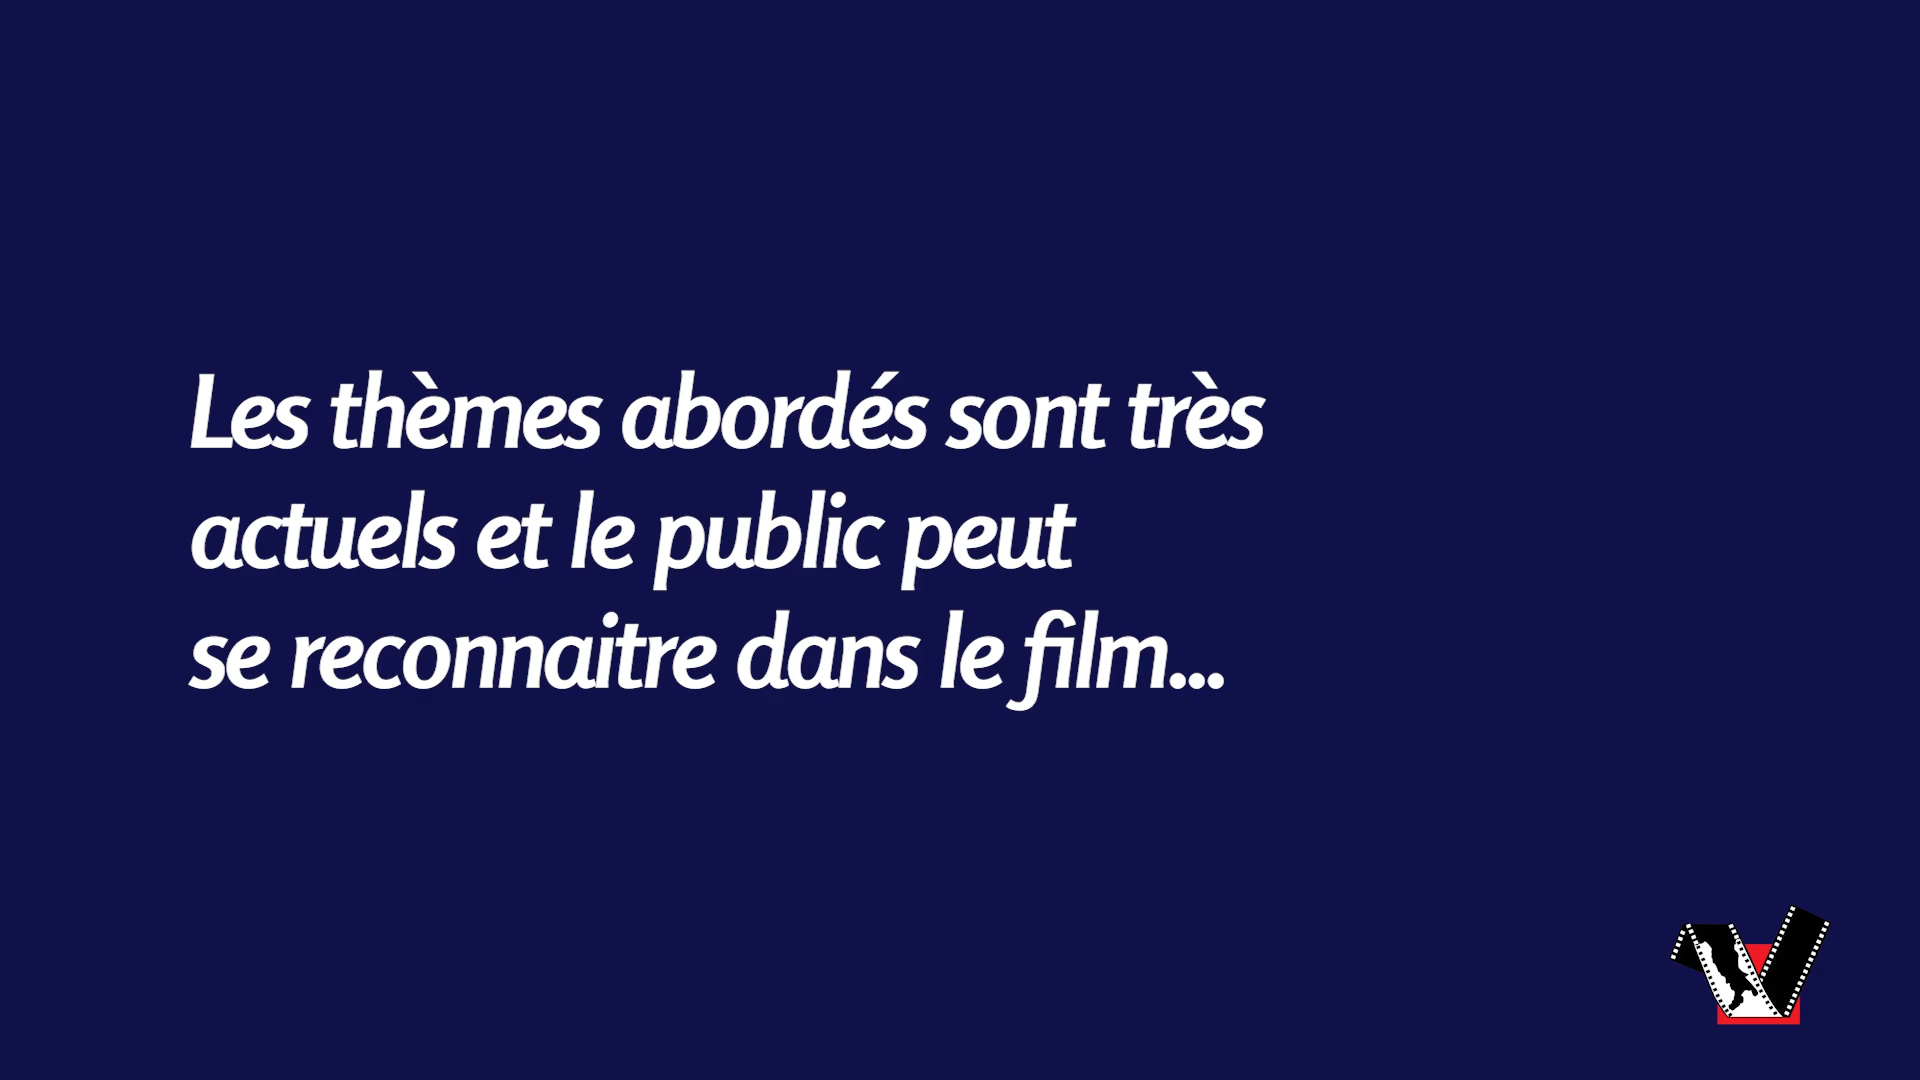 Les thèmes abordés sont très
actuels et le public peut
se reconnaitre dans le film...